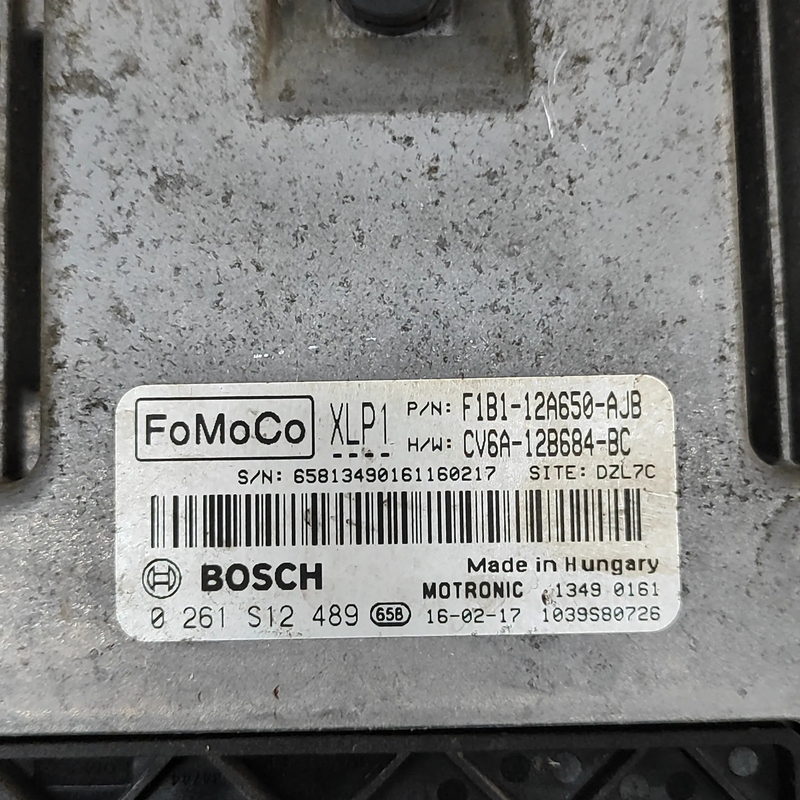 FoMoCo XLP1 P/N: F1B1-12A650-AJB
H/W: CV6A-12B684-BC
S/N: 65813490161160217 SITE: DZL7C
BOSCH Made in Hungary
MOTRONIC 1349 0161
0 261 S12 489 658 16-02-17 1039S80726